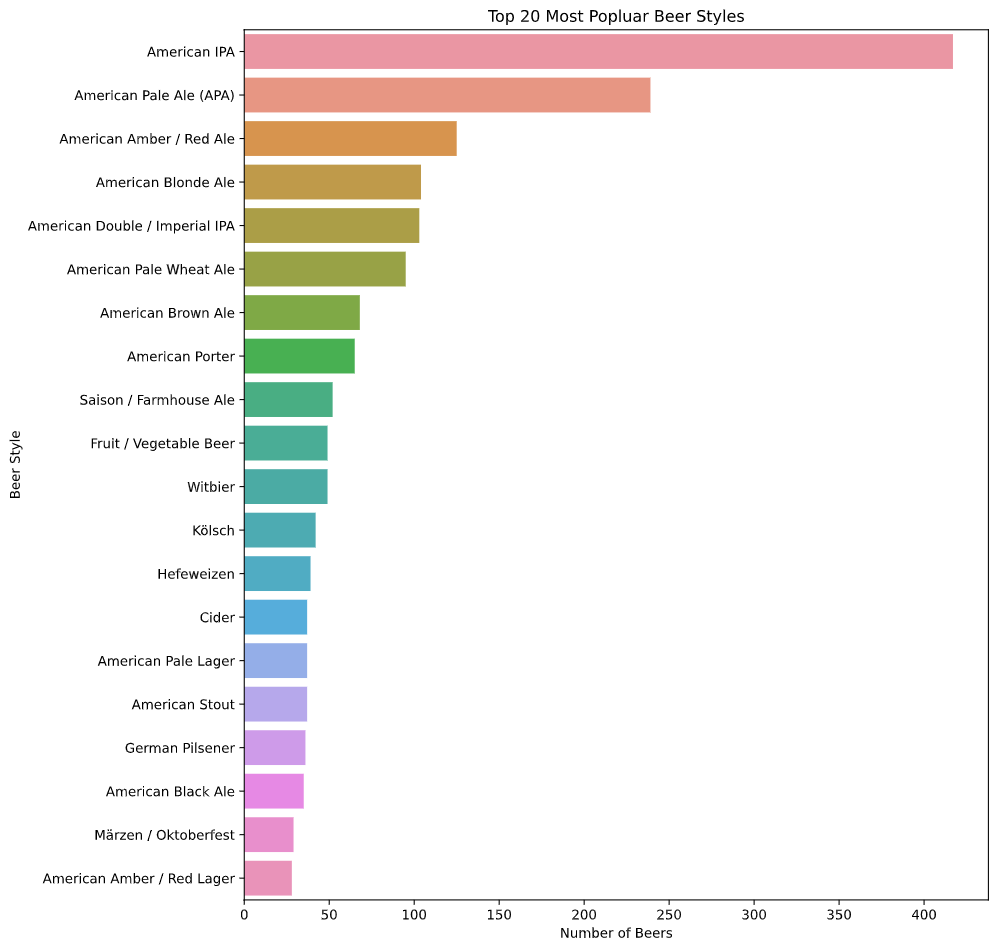 Top 20 Most Popluar Beer Styles
American IPA
American Pale Ale (APA)
American Amber / Red Ale
American Blonde Ale
American Double / Imperial IPA
American Pale Wheat Ale
American Brown Ale
American Porter
Saison / Farmhouse Ale
Fruit / Vegetable Beer
Witbier
Kölsch
Hefeweizen
Cider
American Pale Lager
American Stout
German Pilsener
American Black Ale
Märzen / Oktoberfest
American Amber / Red Lager
Beer Style
0 50 100 150 200 250 300 350 400
Number of Beers